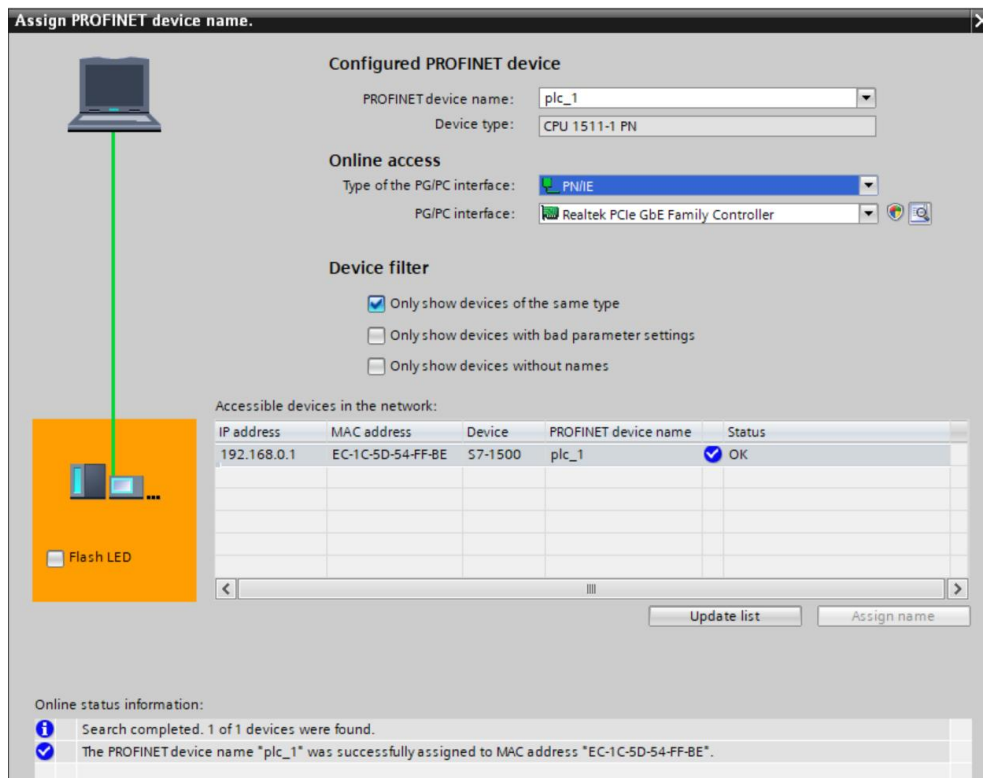 Assign PROFINET device name.
Configured PROFINET device
PROFINET device name: plc_1
Device type: CPU 1511-1 PN
Online access
Type of the PG/PC interface: PN/IE
PG/PC interface: Realtek PCIe GbE Family Controller
Device filter
Only show devices of the same type
Only show devices with bad parameter settings
Only show devices without names
Accessible devices in the network:
IP address MAC address Device PROFINET device name Status
192.168.0.1 EC-1C-5D-54-FF-BE S7-1500 plc_1 OK
Flash LED
Update list Assign name
Online status information:
Search completed. 1 of 1 devices were found.
The PROFINET device name "plc_1" was successfully assigned to MAC address "EC-1C-5D-54-FF-BE".